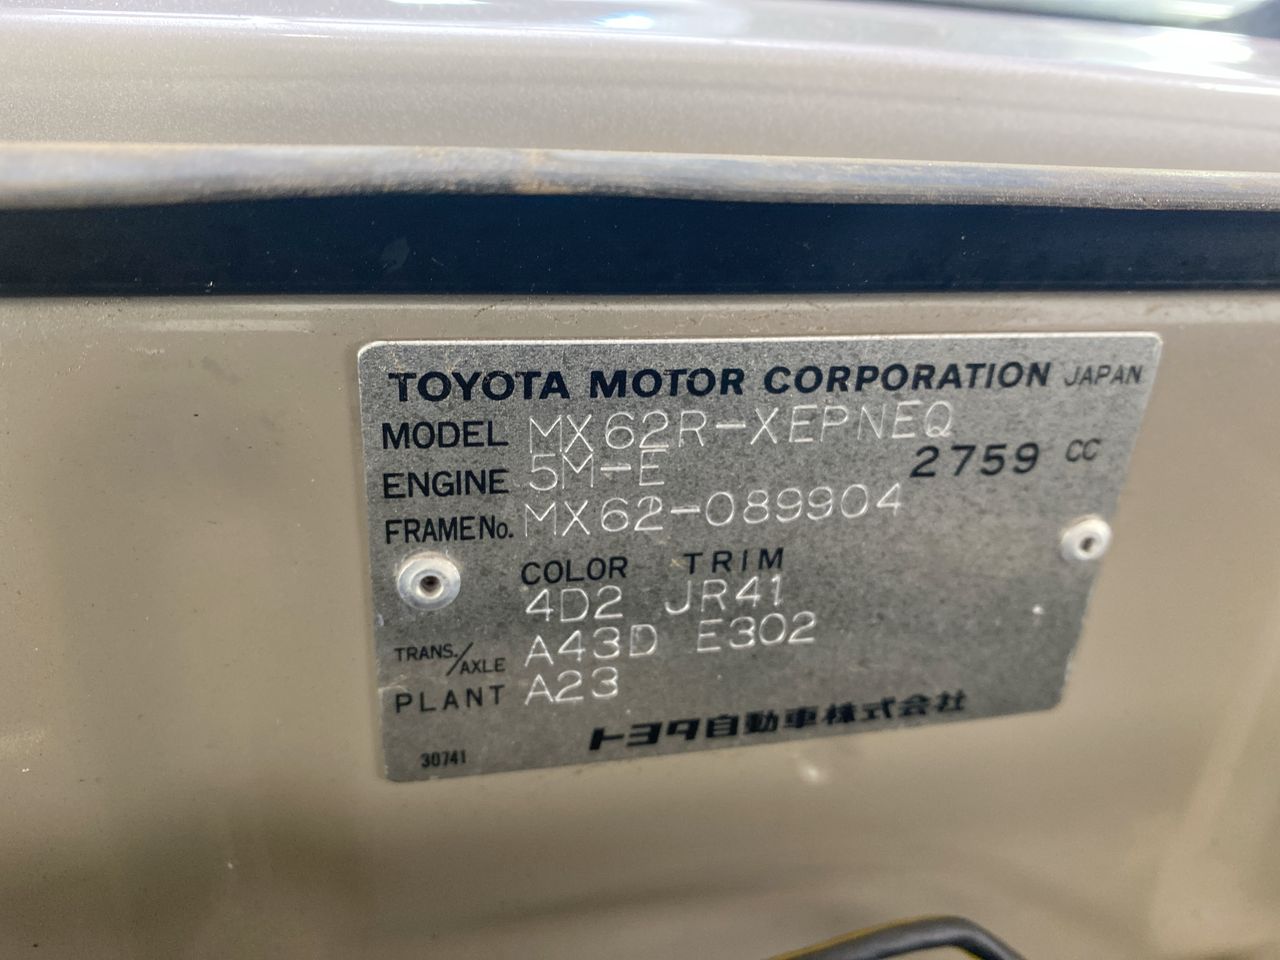 TOYOTA MOTOR CORPORATION JAPAN
MODEL MX62R-XEPNEQ
ENGINE 5M-E 2759 CC
FRAME No. MX62-089904
COLOR TRIM
4D2 JR41
TRANS./AXLE A43D E302
PLANT A23
トヨタ自動車株式会社
30741